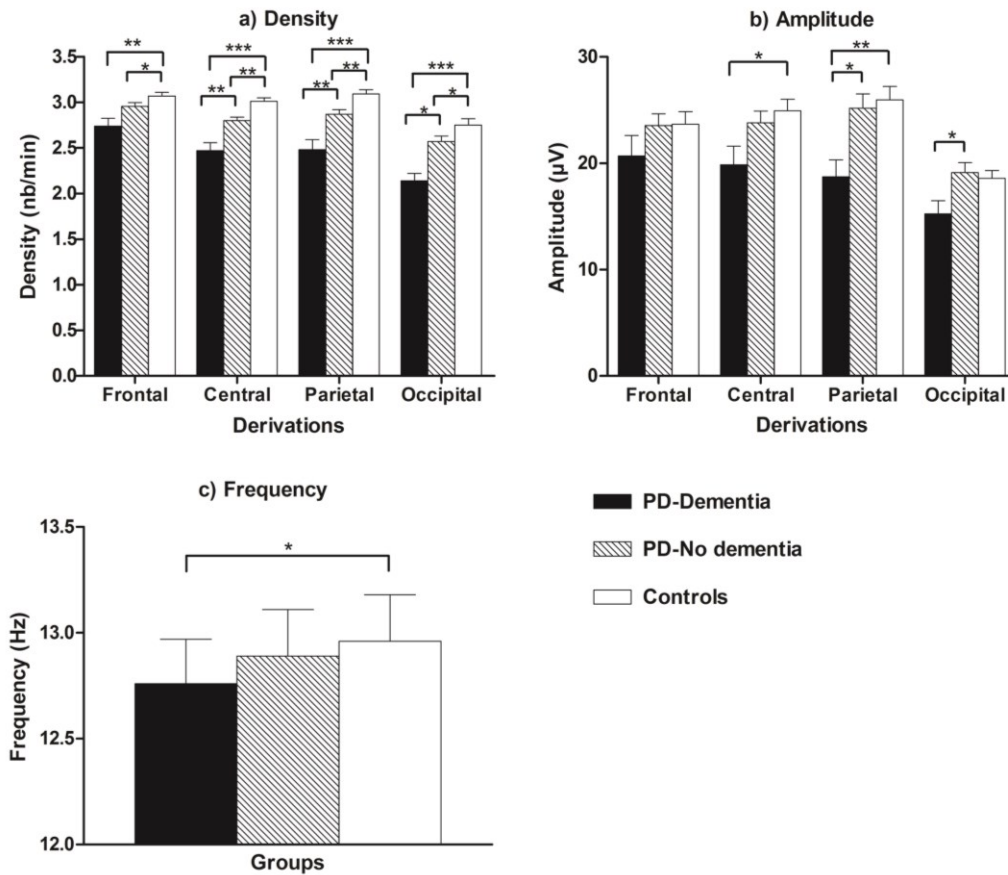 a) Density
Density (nb/min)
3.5
3.0
2.5
2.0
1.5
1.0
0.5
0.0
** * *** ** ** *** ** ** *** * *
Frontal Central Parietal Occipital
Derivations
b) Amplitude
Amplitude (µV)
30
20
10
0
* ** * *
Frontal Central Parietal Occipital
Derivations
c) Frequency
Frequency (Hz)
13.5
13.0
12.5
12.0
*
Groups
PD-Dementia
PD-No dementia
Controls